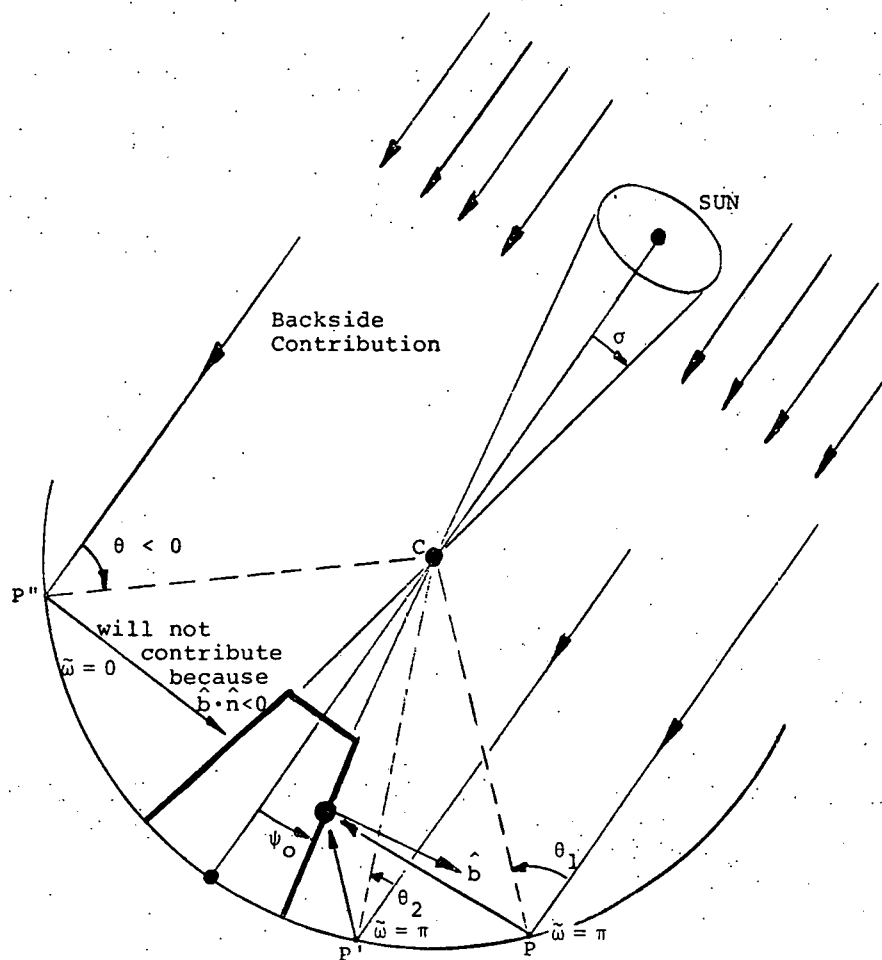 SUN
σ
Backside
Contribution
θ < 0
C
P"
will not
contribute
because
b̂·n̂<0
ω̃ = 0
ψo
b̂
θ1
θ2
ω̃ = π
ω̃ = π
P'
P